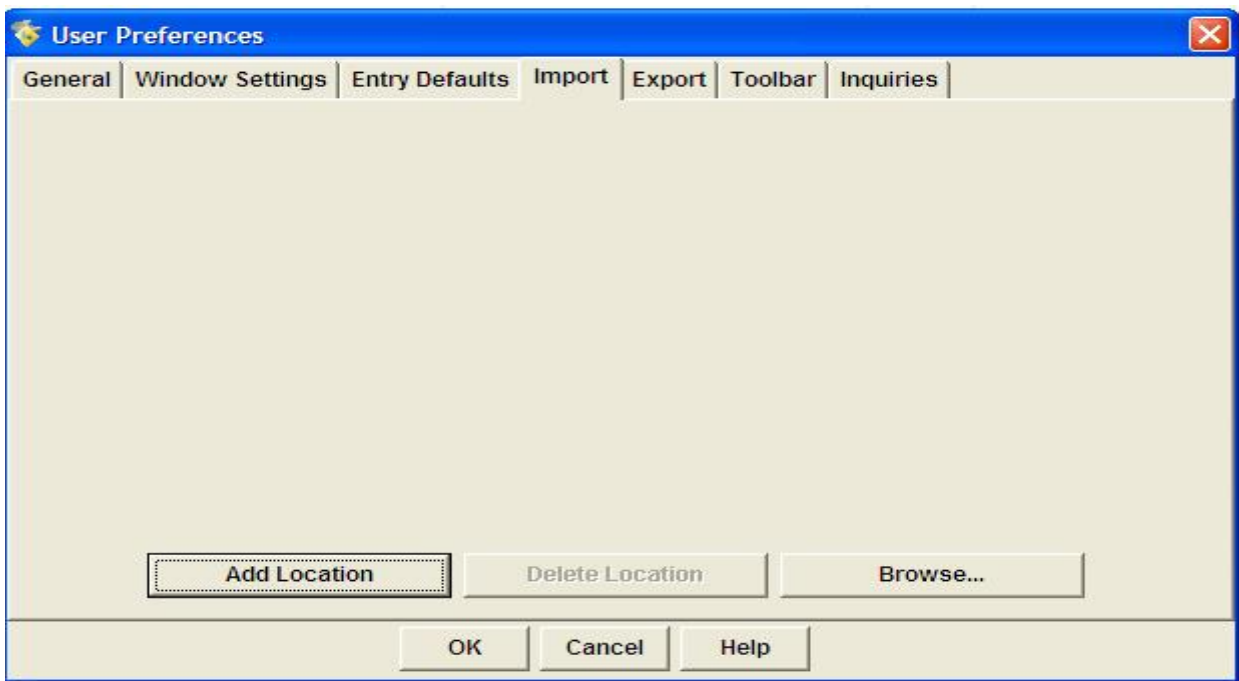 User Preferences
General Window Settings Entry Defaults Import Export Toolbar Inquiries
Add Location Delete Location Browse...
OK Cancel Help